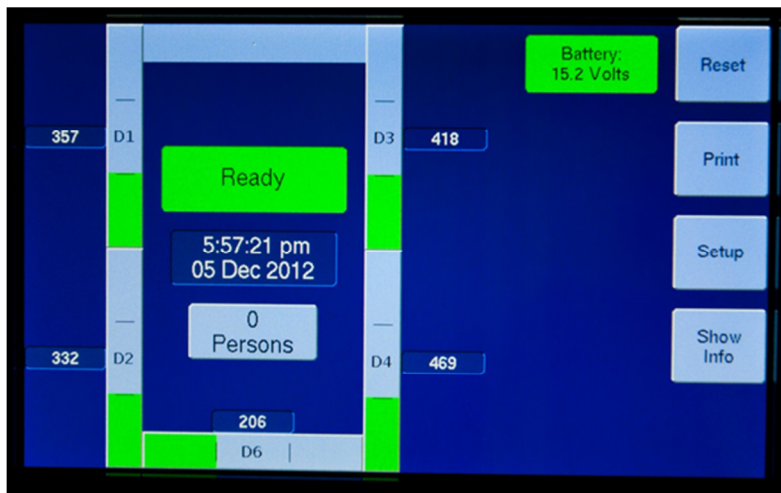 Battery:
15.2 Volts
Reset
357
D1
D3
418
Print
Ready
5:57:21 pm
05 Dec 2012
Setup
0
Persons
Show
Info
332
D2
D4
469
206
D6